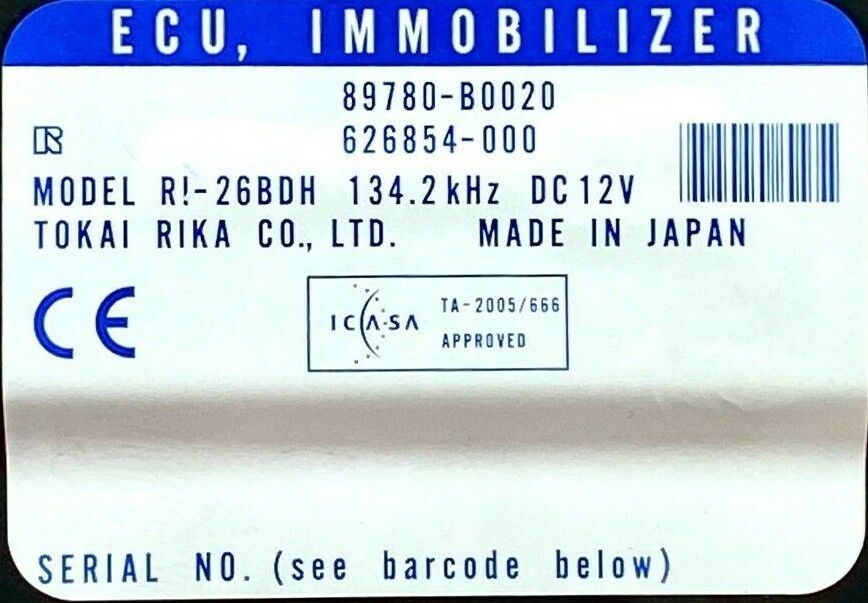 ECU, IMMOBILIZER
89780-B0020
R 626854-000
MODEL R!-26BDH 134.2kHz DC12V
TOKAI RIKA CO., LTD. MADE IN JAPAN
CE
ICASA TA-2005/666
APPROVED
SERIAL NO. (see barcode below)